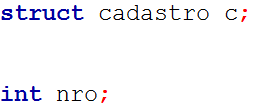 struct cadastro c;
int nro;